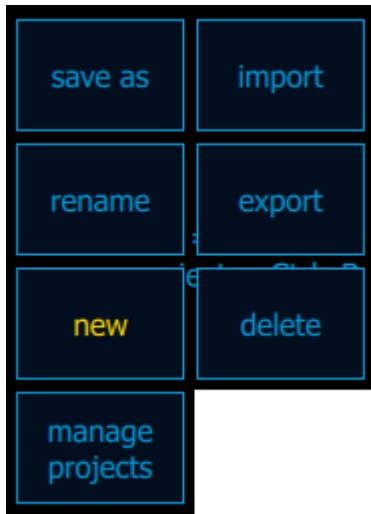 save as
import
rename
export
new
delete
manage
projects